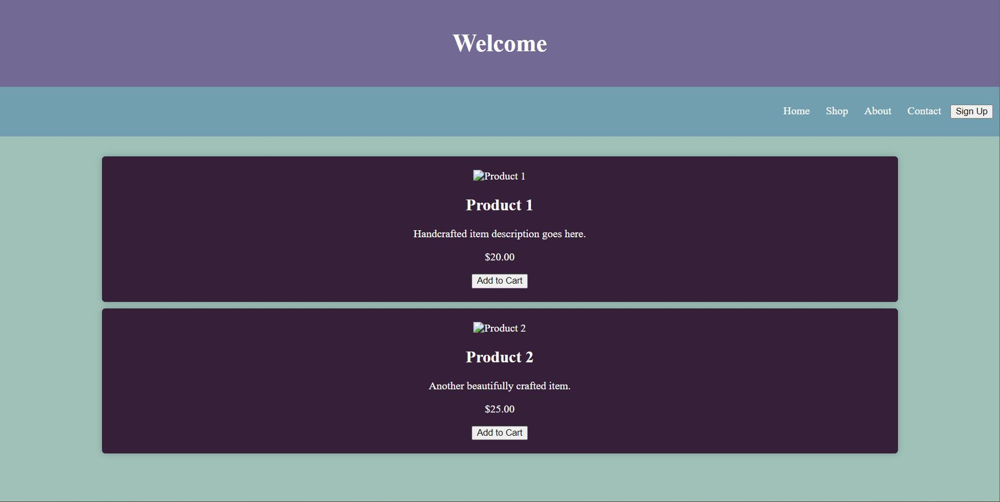 Welcome
Home Shop About Contact Sign Up
Product 1
Product 1
Handcrafted item description goes here.
$20.00
Add to Cart
Product 2
Product 2
Another beautifully crafted item.
$25.00
Add to Cart